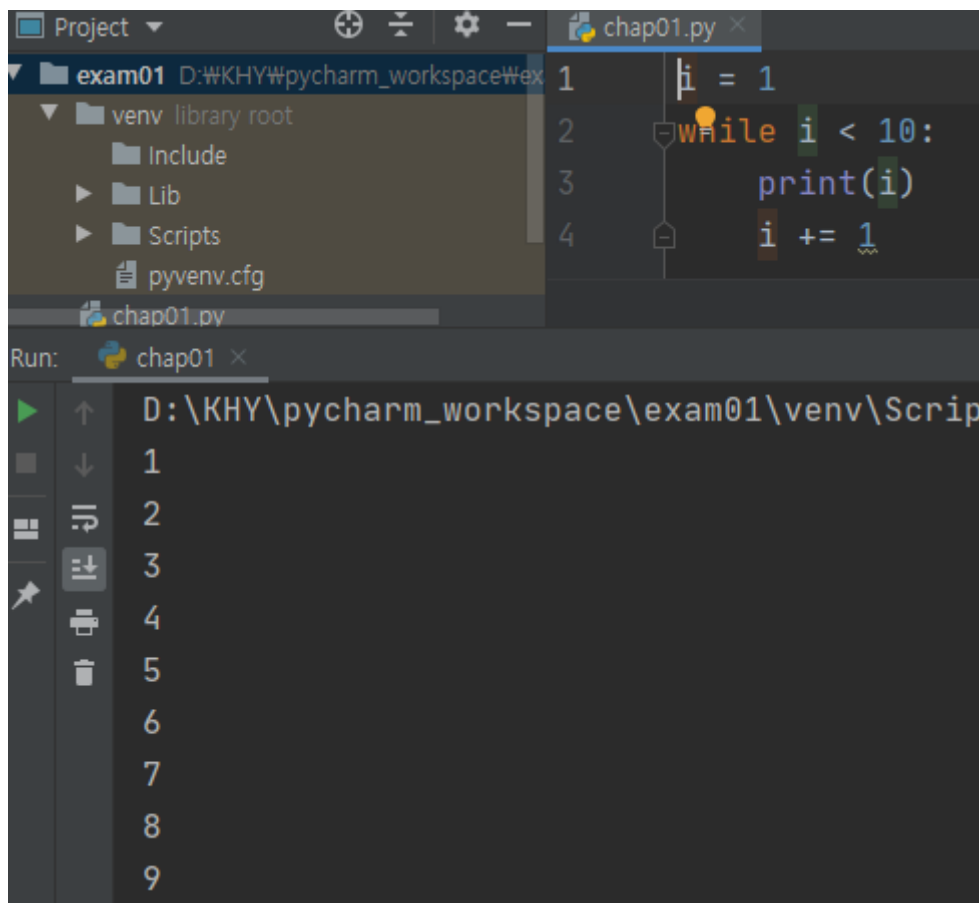 Project
chap01.py
exam01 D:₩KHY₩pycharm_workspace₩ex
venv library root
Include
Lib
Scripts
pyvenv.cfg
chap01.py
1 i = 1
2 while i < 10:
3 print(i)
4 i += 1
Run: chap01
D:\KHY\pycharm_workspace\exam01\venv\Scrip
1
2
3
4
5
6
7
8
9